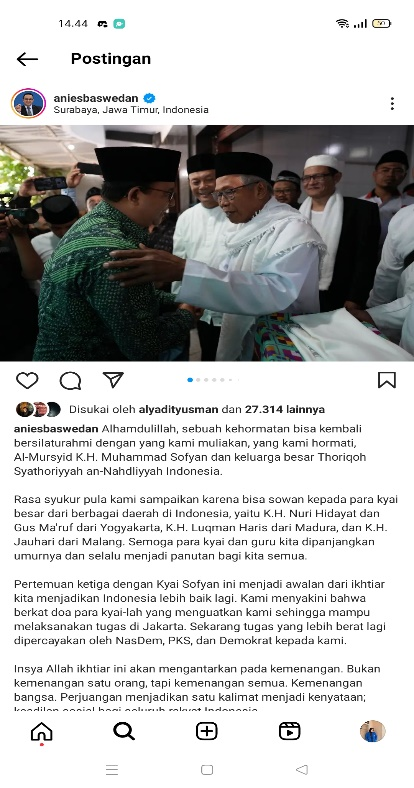 14.44
50
Postingan
aniesbaswedan
Surabaya, Jawa Timur, Indonesia
Disukai oleh alyadityusman dan 27.314 lainnya
aniesbaswedan Alhamdulillah, sebuah kehormatan bisa kembali
bersilaturahmi dengan yang kami muliakan, yang kami hormati,
Al-Mursyid K.H. Muhammad Sofyan dan keluarga besar Thoriqoh
Syathoriyyah an-Nahdliyyah Indonesia.
Rasa syukur pula kami sampaikan karena bisa sowan kepada para kyai
besar dari berbagai daerah di Indonesia, yaitu K.H. Nuri Hidayat dan
Gus Ma'ruf dari Yogyakarta, K.H. Luqman Haris dari Madura, dan K.H.
Jauhari dari Malang. Semoga para kyai dan guru kita dipanjangkan
umurnya dan selalu menjadi panutan bagi kita semua.
Pertemuan ketiga dengan Kyai Sofyan ini menjadi awalan dari ikhtiar
kita menjadikan Indonesia lebih baik lagi. Kami menyakini bahwa
berkat doa para kyai-lah yang menguatkan kami sehingga mampu
melaksanakan tugas di Jakarta. Sekarang tugas yang lebih berat lagi
dipercayakan oleh NasDem, PKS, dan Demokrat kepada kami.
Insya Allah ikhtiar ini akan mengantarkan pada kemenangan. Bukan
kemenangan satu orang, tapi kemenangan semua. Kemenangan
bangsa. Perjuangan menjadikan satu kalimat menjadi kenyataan;
keadilan sosial bagi seluruh rakyat Indonesia.